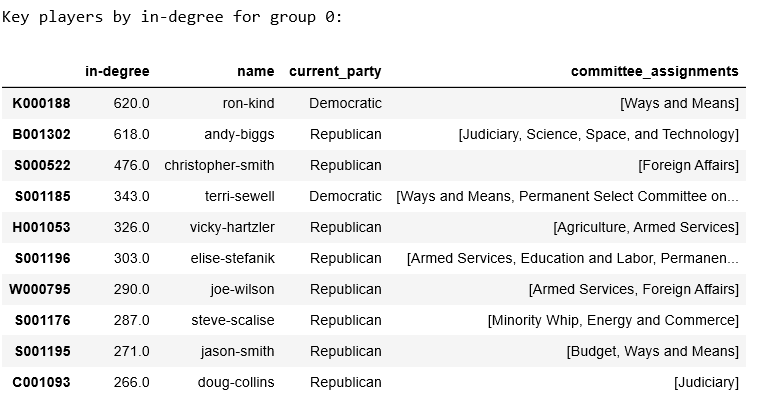 Key players by in-degree for group 0:
in-degree name current_party committee_assignments
K000188 620.0 ron-kind Democratic [Ways and Means]
B001302 618.0 andy-biggs Republican [Judiciary, Science, Space, and Technology]
S000522 476.0 christopher-smith Republican [Foreign Affairs]
S001185 343.0 terri-sewell Democratic [Ways and Means, Permanent Select Committee on...
H001053 326.0 vicky-hartzler Republican [Agriculture, Armed Services]
S001196 303.0 elise-stefanik Republican [Armed Services, Education and Labor, Permanen...
W000795 290.0 joe-wilson Republican [Armed Services, Foreign Affairs]
S001176 287.0 steve-scalise Republican [Minority Whip, Energy and Commerce]
S001195 271.0 jason-smith Republican [Budget, Ways and Means]
C001093 266.0 doug-collins Republican [Judiciary]